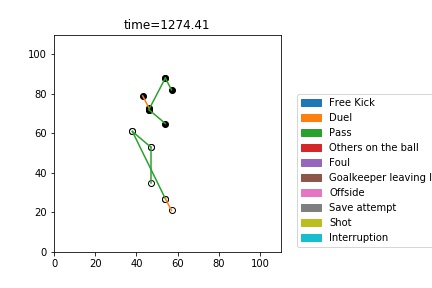 time=1274.41
100
80
60
40
20
0
0 20 40 60 80 100
Free Kick
Duel
Pass
Others on the ball
Foul
Goalkeeper leaving l
Offside
Save attempt
Shot
Interruption